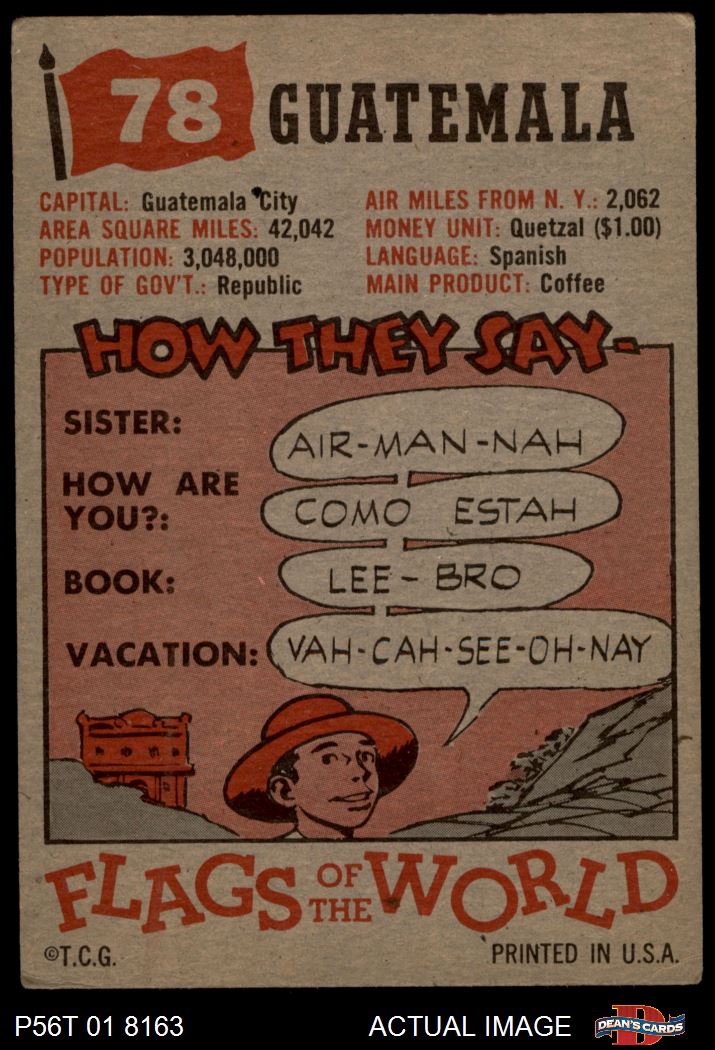 78 GUATEMALA
CAPITAL: Guatemala City
AREA SQUARE MILES: 42,042
POPULATION: 3,048,000
TYPE OF GOV'T.: Republic
AIR MILES FROM N. Y.: 2,062
MONEY UNIT: Quetzal ($1.00)
LANGUAGE: Spanish
MAIN PRODUCT: Coffee
HOW THEY SAY-
SISTER: AIR-MAN-NAH
HOW ARE
YOU?: COMO ESTAH
BOOK: LEE-BRO
VACATION: VAH-CAH-SEE-OH-NAY
FLAGS OF THE WORLD
©T.C.G. PRINTED IN U.S.A.
P56T 01 8163 ACTUAL IMAGE D DEAN'S CARDS